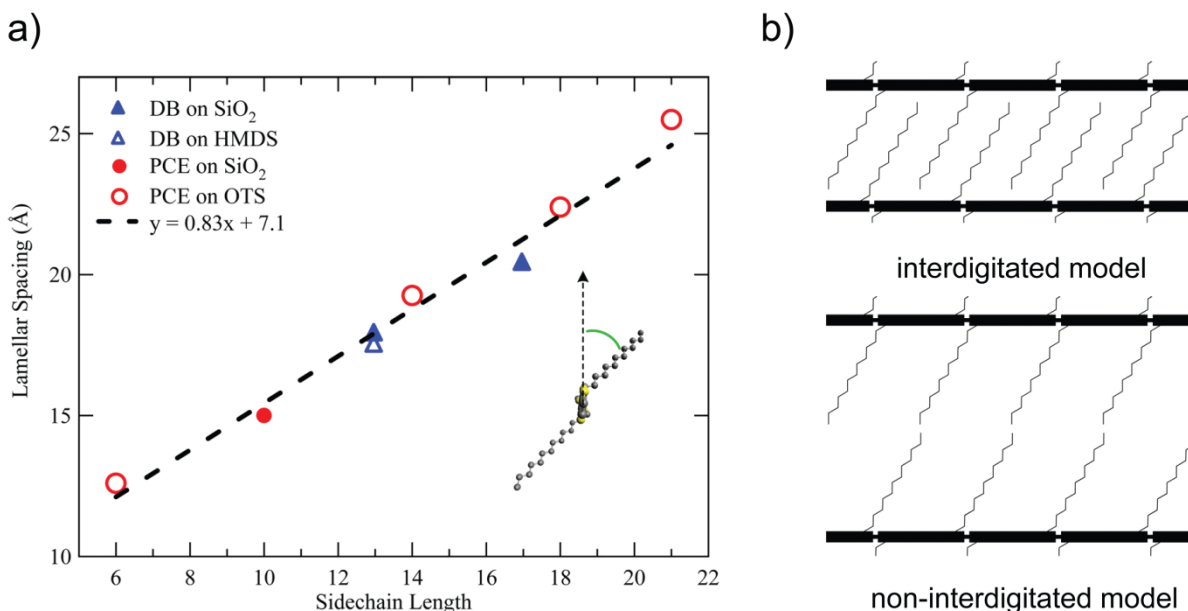 a)
b)
DB on SiO2
DB on HMDS
PCE on SiO2
PCE on OTS
y = 0.83x + 7.1
25
20
15
10
Lamellar Spacing (Å)
6 8 10 12 14 16 18 20 22
Sidechain Length
interdigitated model
non-interdigitated model